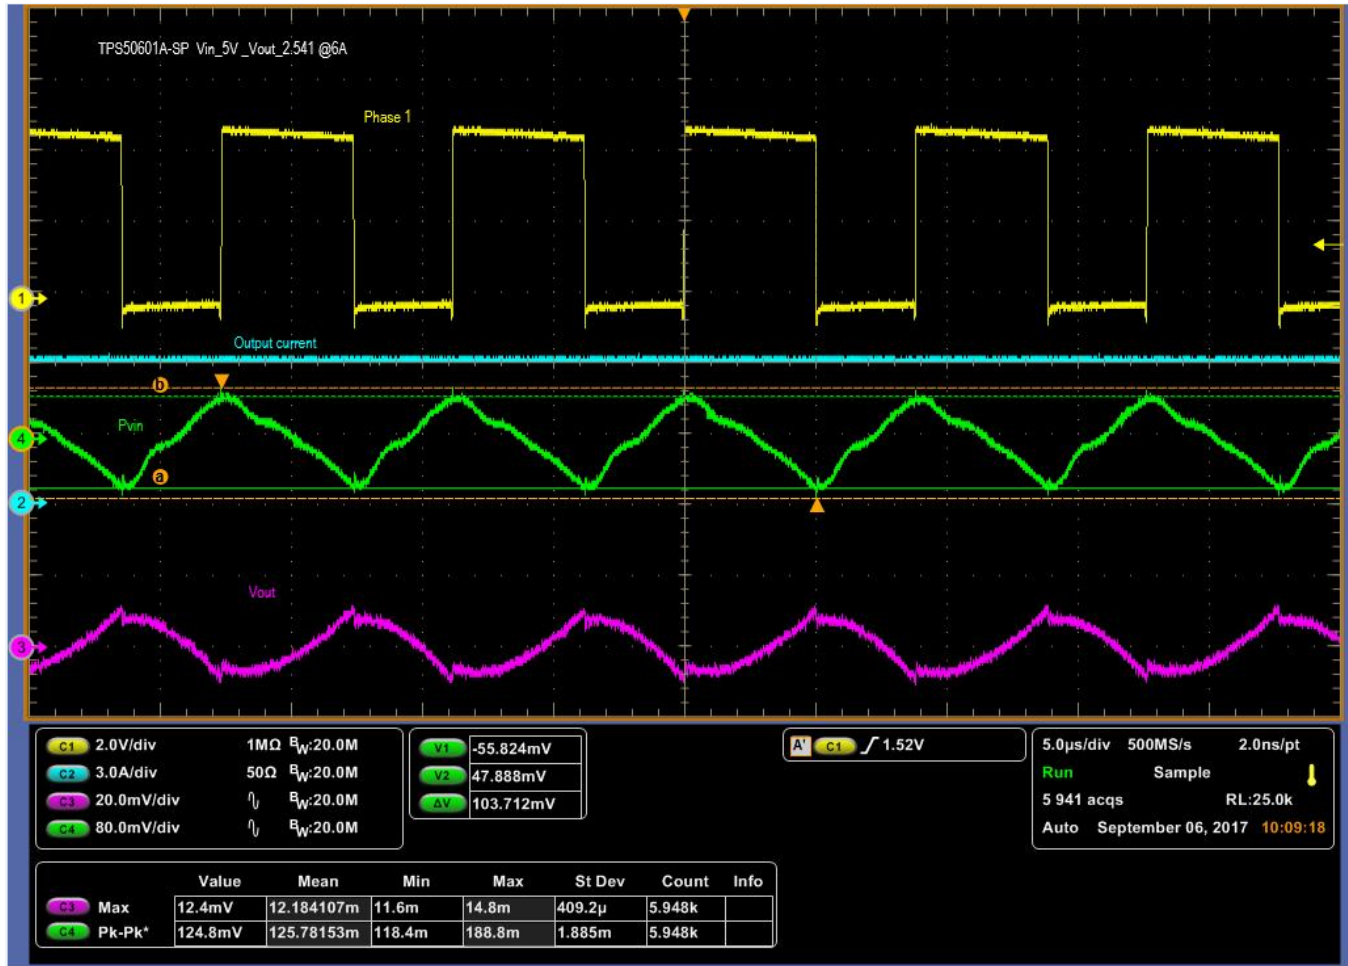 TPS50601A-SP Vin_5V_Vout_2.541 @6A
Phase 1
1
Output current
b
Pvin
4
a
2
Vout
3
C1 2.0V/div 1MΩ BW:20.0M
C2 3.0A/div 50Ω BW:20.0M
C3 20.0mV/div BW:20.0M
C4 80.0mV/div BW:20.0M
V1 -55.824mV
V2 47.888mV
ΔV 103.712mV
A' C1 1.52V
5.0µs/div 500MS/s 2.0ns/pt
Run Sample
5 941 acqs RL:25.0k
Auto September 06, 2017 10:09:18
Value Mean Min Max St Dev Count Info
C3 Max 12.4mV 12.184107m 11.6m 14.8m 409.2µ 5.948k
C4 Pk-Pk* 124.8mV 125.78153m 118.4m 188.8m 1.885m 5.948k